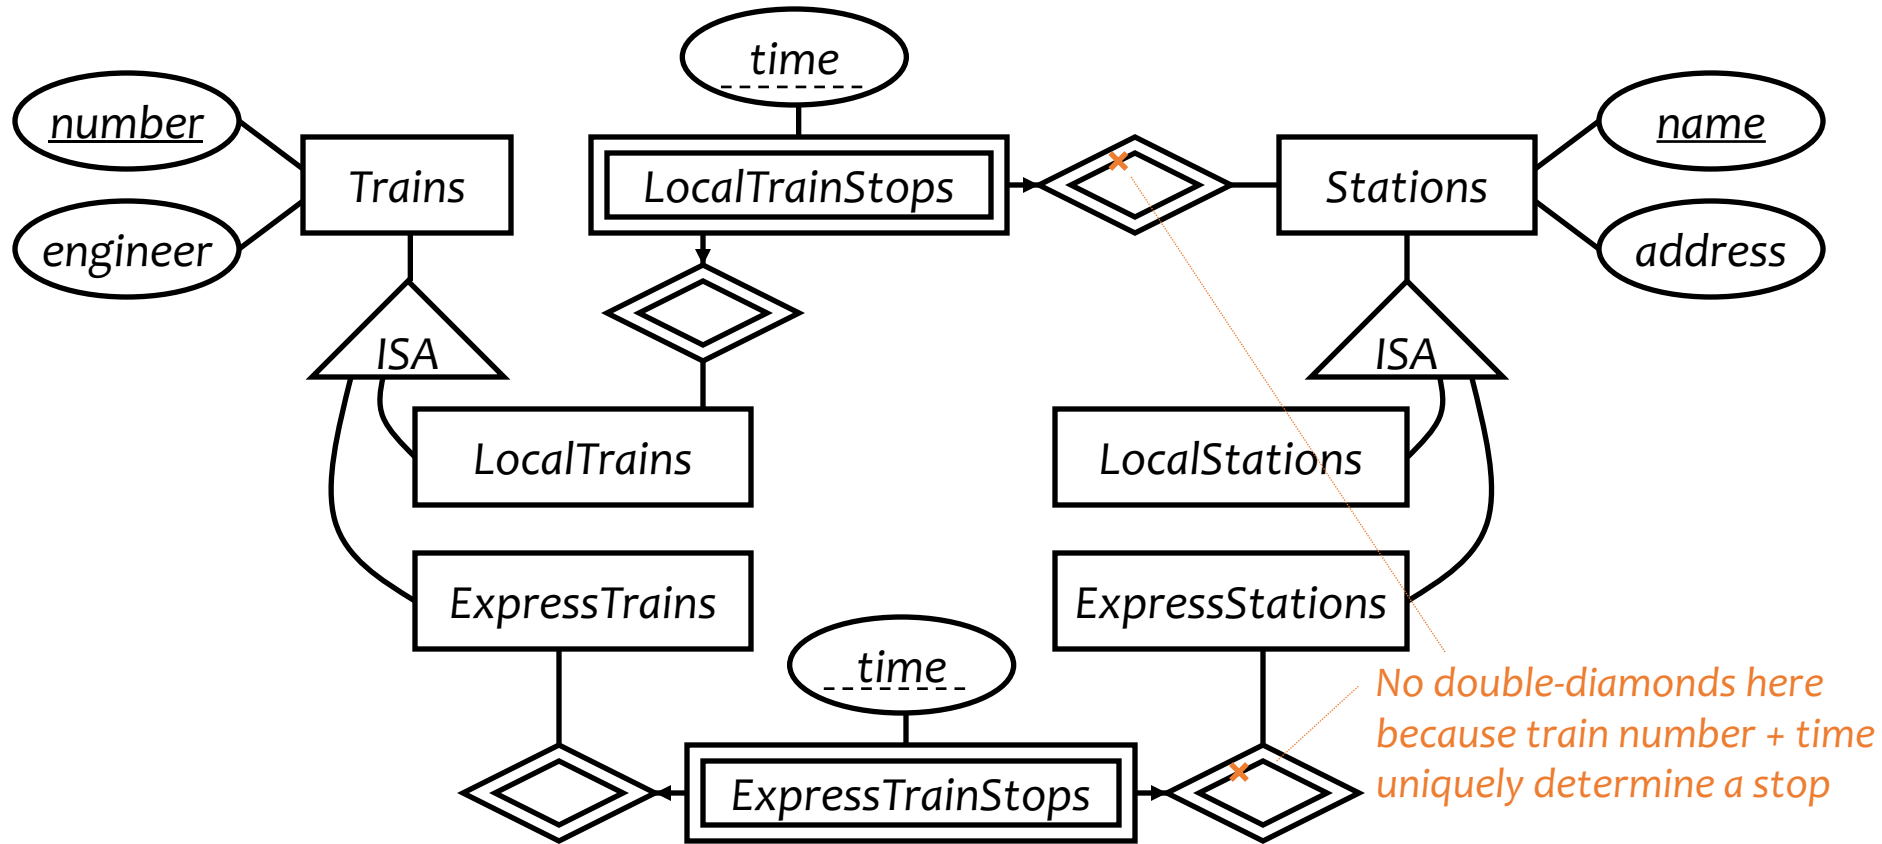 time
number
name
Trains
LocalTrainStops
Stations
engineer
address
ISA
ISA
LocalTrains
LocalStations
ExpressTrains
ExpressStations
time
No double-diamonds here
because train number + time
uniquely determine a stop
ExpressTrainStops